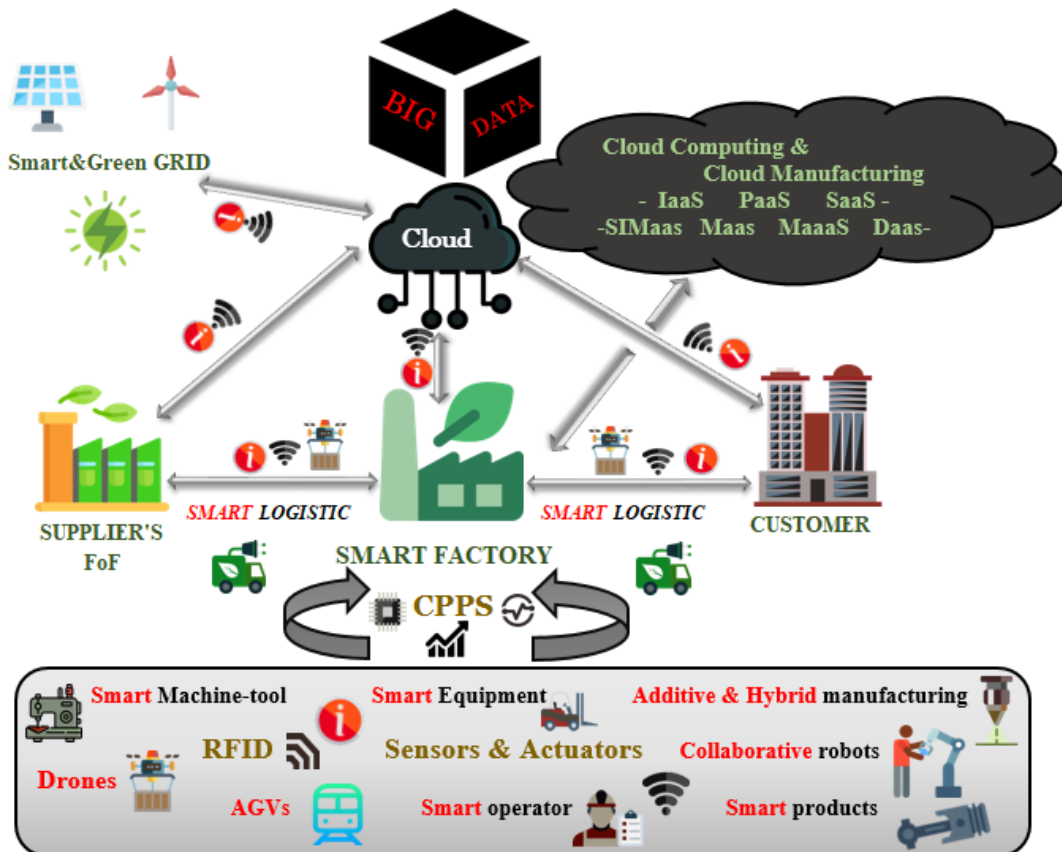 BIG DATA
Smart&Green GRID
Cloud Computing &
Cloud Manufacturing
- IaaS PaaS SaaS -
-SIMaas Maas MaaaS Daas-
Cloud
i
i
i
i
i
i
SMART LOGISTIC
SMART LOGISTIC
SUPPLIER'S
FoF
CUSTOMER
SMART FACTORY
CPPS
Smart Machine-tool
i
Smart Equipment
Additive & Hybrid manufacturing
RFID
Sensors & Actuators
Collaborative robots
Drones
AGVs
Smart operator
Smart products